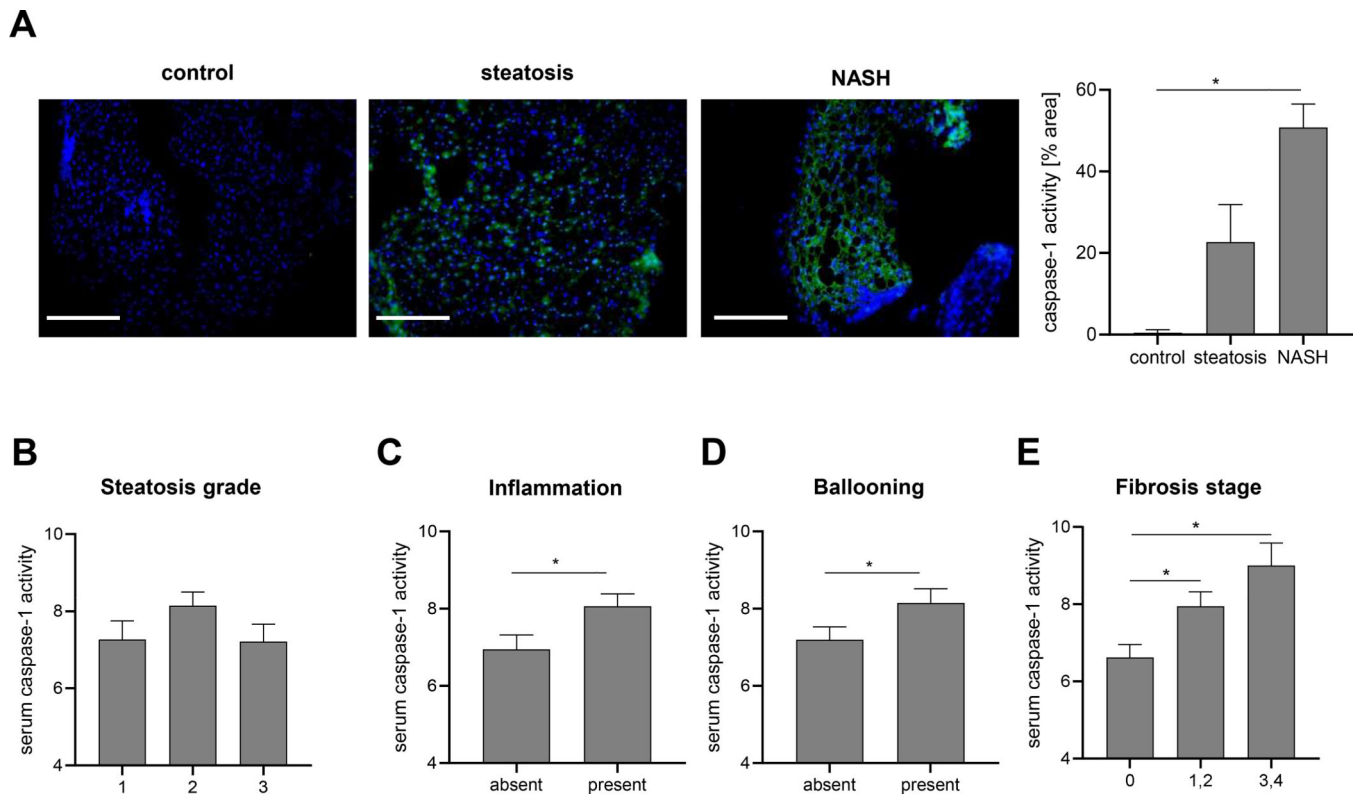 A
control
steatosis
NASH
caspase-1 activity [% area]
60
40
20
0
*
control
steatosis
NASH
B
Steatosis grade
serum caspase-1 activity
10
8
6
4
1
2
3
C
Inflammation
serum caspase-1 activity
10
8
6
4
*
absent
present
D
Ballooning
serum caspase-1 activity
10
8
6
4
*
absent
present
E
Fibrosis stage
serum caspase-1 activity
10
8
6
4
*
*
0
1,2
3,4